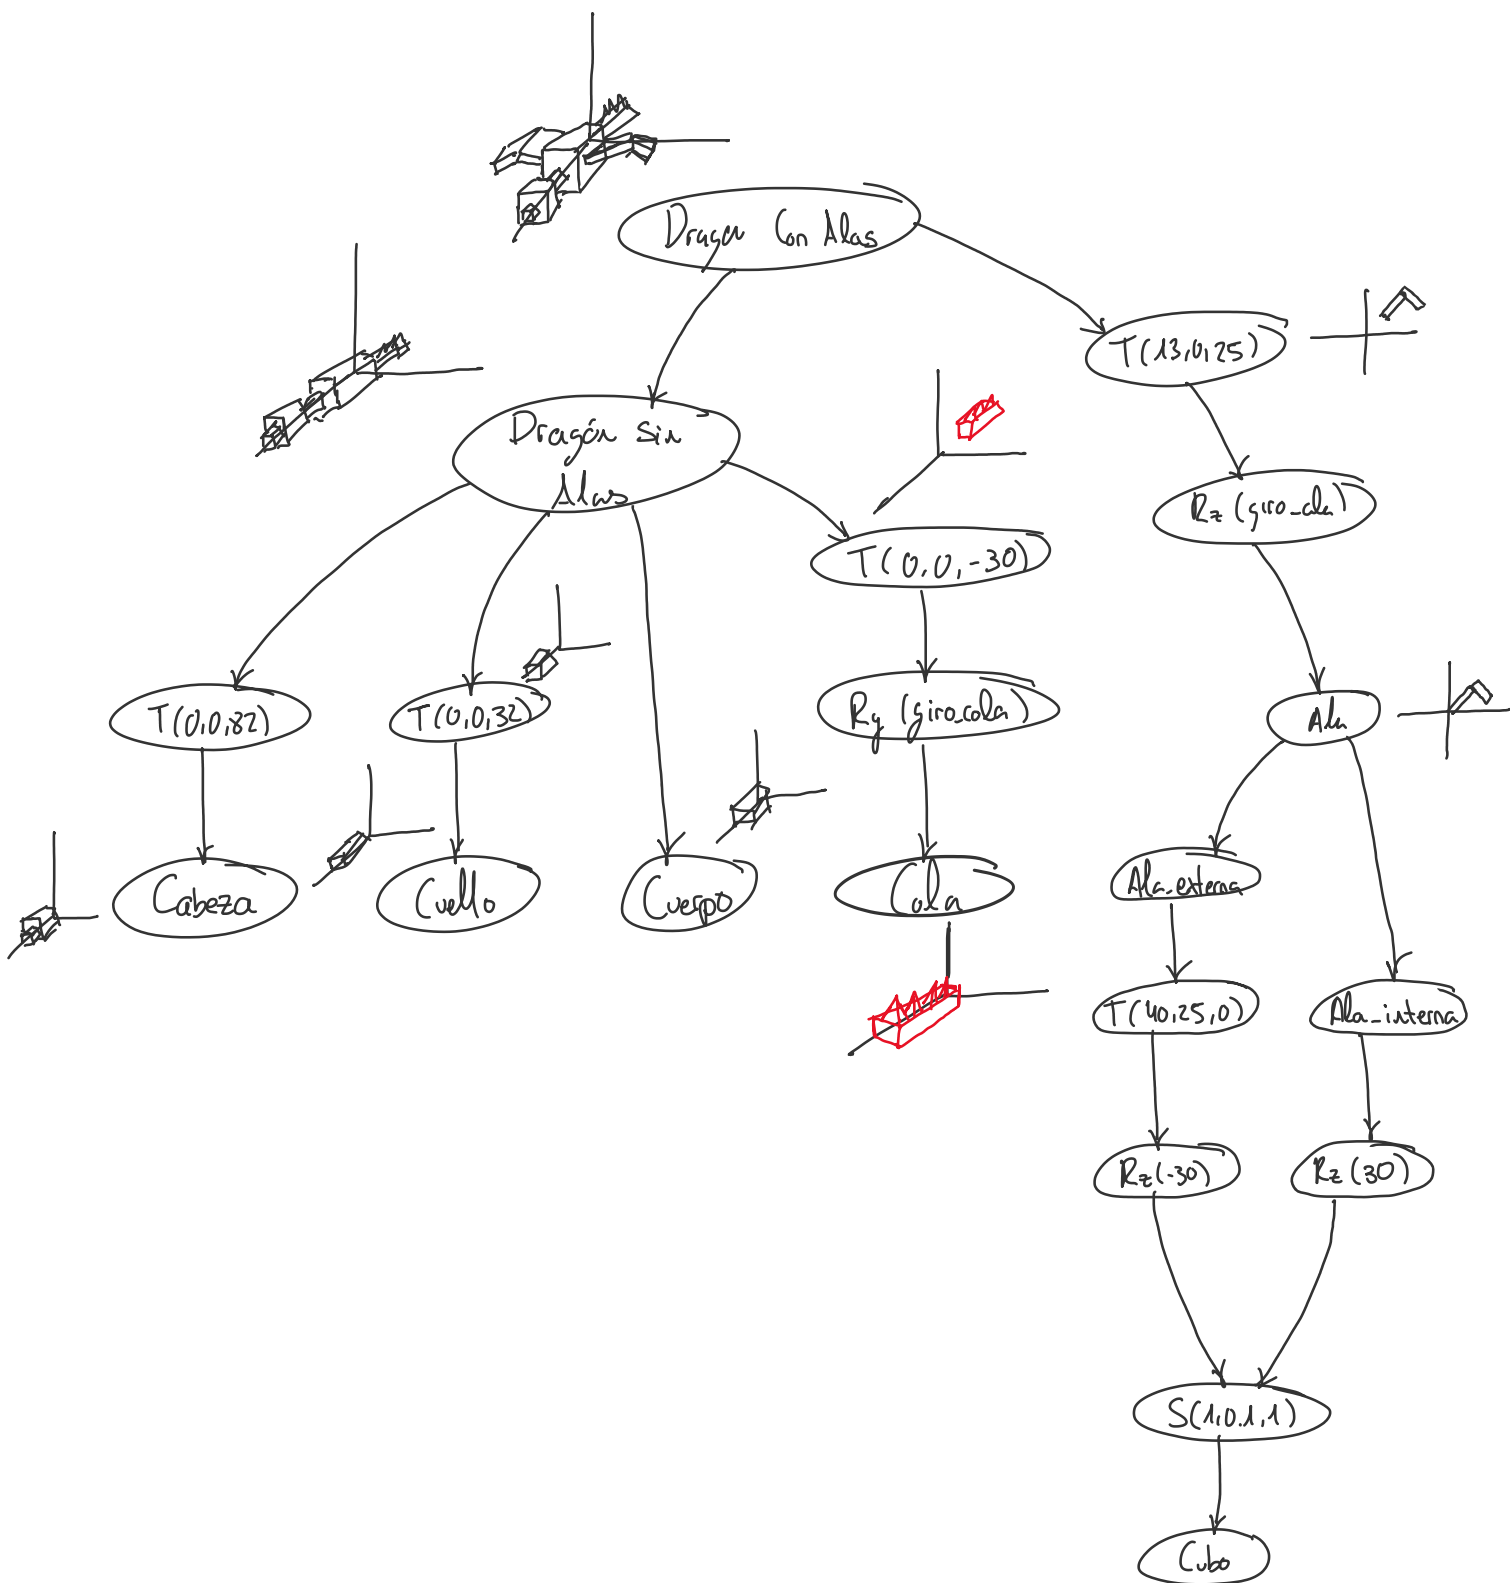 Dragon Con Alas
T(13,0,25)
Dragón Sin
Alas
Rz (giro_ala)
T(0,0,-30)
T(0,0,82)
T(0,0,32)
Ry (giro_cola)
Ala
Cabeza
Cuello
Cuerpo
Cola
Ala_externa
T(40,25,0)
Ala_interna
Rz(-30)
Rz(30)
S(1,0.1,1)
Cubo